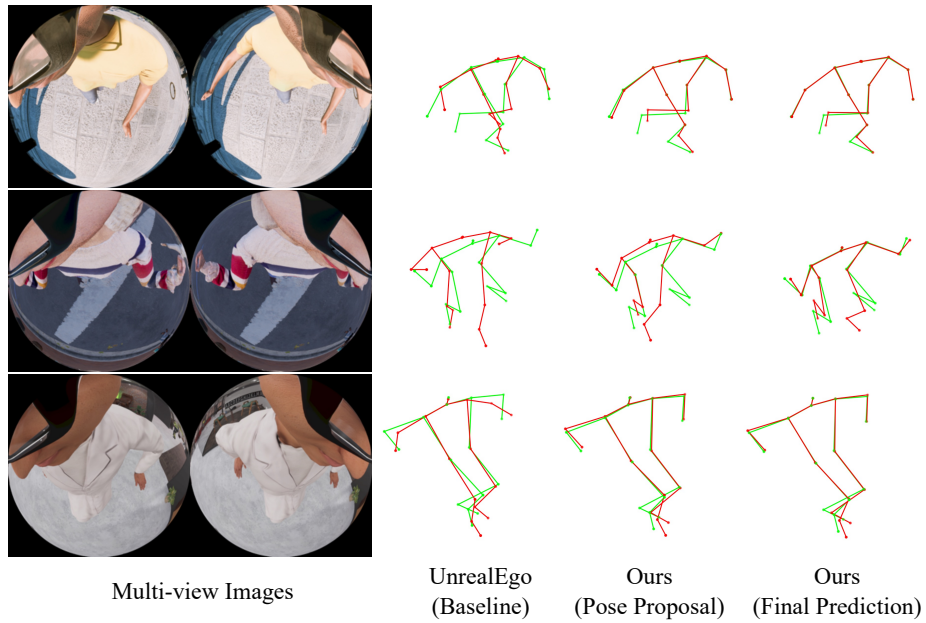 Multi-view Images
UnrealEgo
(Baseline)
Ours
(Pose Proposal)
Ours
(Final Prediction)